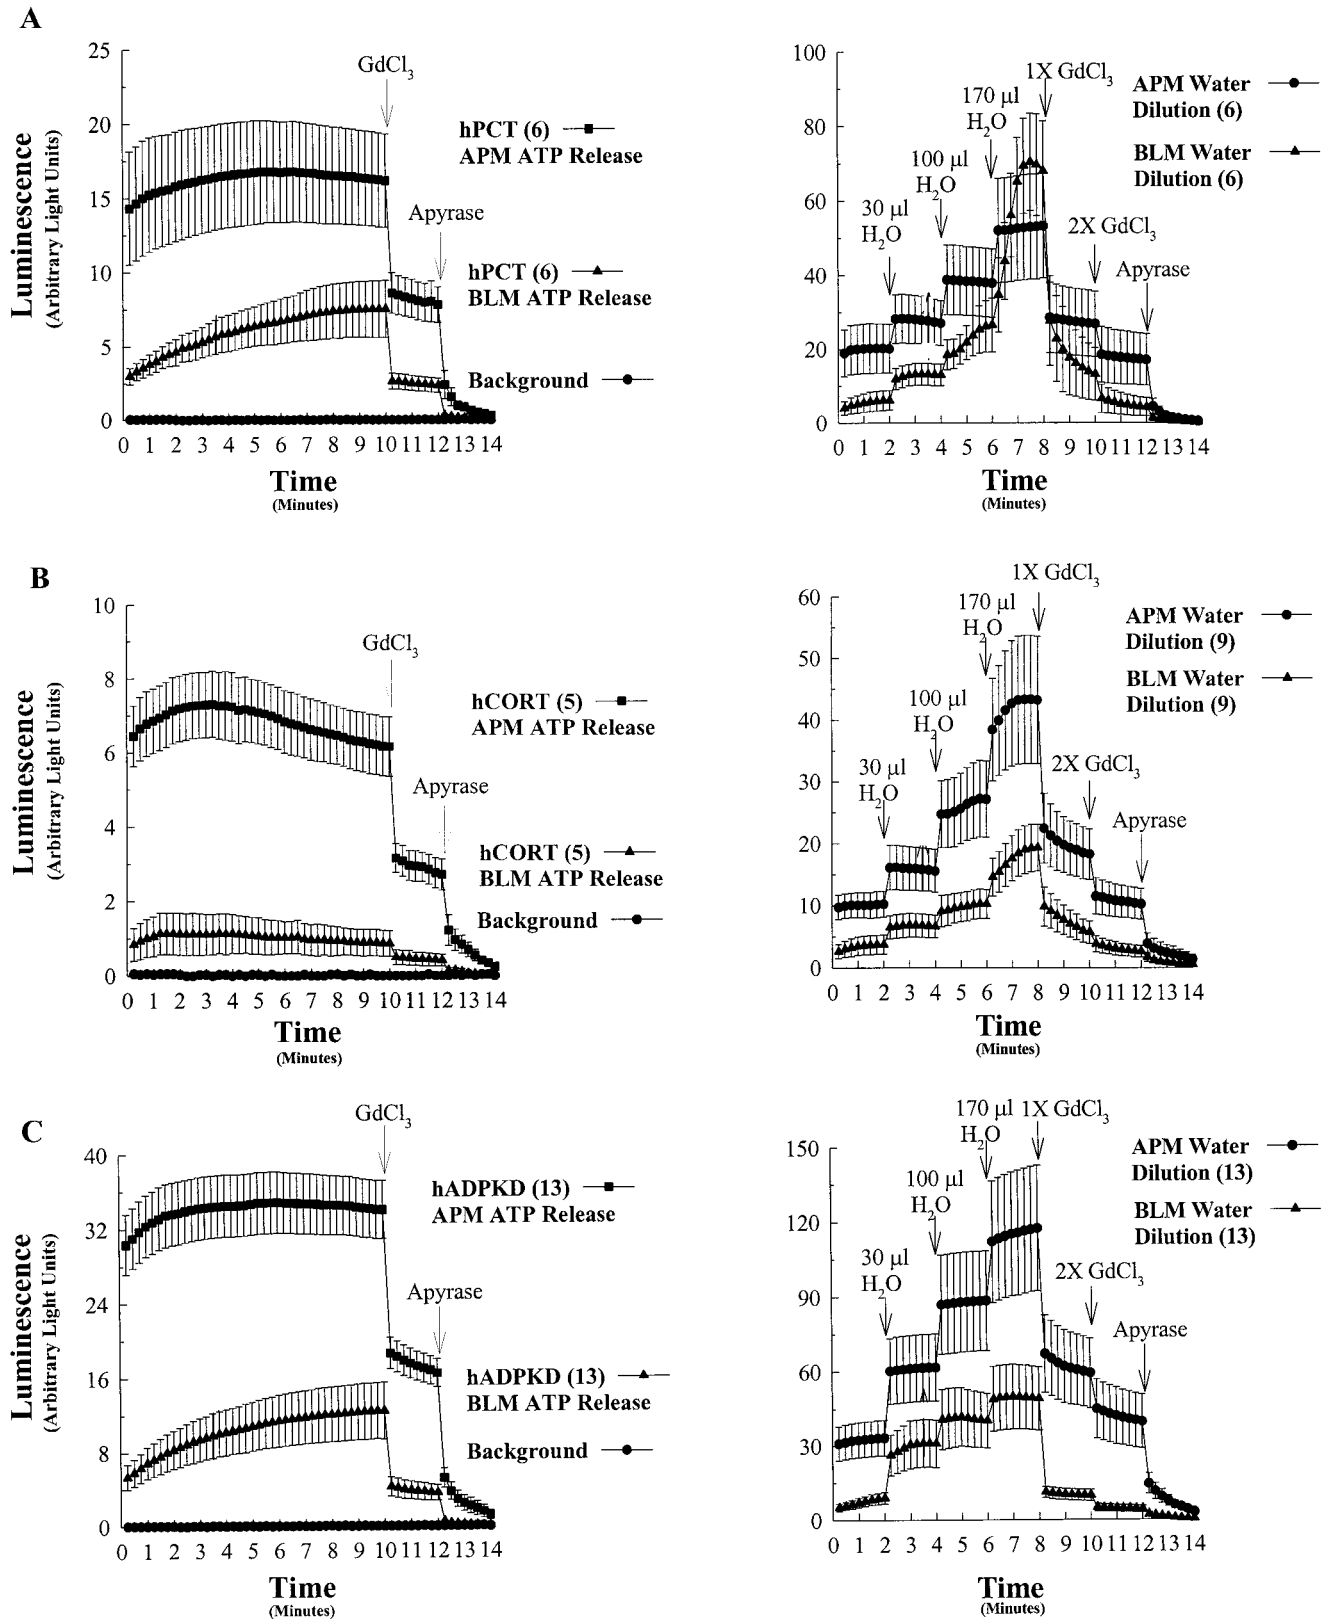 A
25
20
15
10
5
0
Luminescence
(Arbitrary Light Units)
GdCl3
hPCT (6)
APM ATP Release
Apyrase
hPCT (6)
BLM ATP Release
Background
0 1 2 3 4 5 6 7 8 9 10 11 12 13 14
Time
(Minutes)
100
80
60
40
20
0
30 µl
H2O
100 µl
H2O
170 µl
H2O
1X GdCl3
2X GdCl3
Apyrase
APM Water
Dilution (6)
BLM Water
Dilution (6)
0 1 2 3 4 5 6 7 8 9 10 11 12 13 14
Time
(Minutes)
B
10
8
6
4
2
0
Luminescence
(Arbitrary Light Units)
GdCl3
hCORT (5)
APM ATP Release
Apyrase
hCORT (5)
BLM ATP Release
Background
0 1 2 3 4 5 6 7 8 9 10 11 12 13 14
Time
(Minutes)
60
50
40
30
20
10
0
30 µl
H2O
100 µl
H2O
170 µl
H2O
1X GdCl3
2X GdCl3
Apyrase
APM Water
Dilution (9)
BLM Water
Dilution (9)
0 1 2 3 4 5 6 7 8 9 10 11 12 13 14
Time
(Minutes)
C
40
32
24
16
8
0
Luminescence
(Arbitrary Light Units)
GdCl3
hADPKD (13)
APM ATP Release
Apyrase
hADPKD (13)
BLM ATP Release
Background
0 1 2 3 4 5 6 7 8 9 10 11 12 13 14
Time
(Minutes)
150
120
90
60
30
0
30 µl
H2O
100 µl
H2O
170 µl
H2O
1X GdCl3
2X GdCl3
Apyrase
APM Water
Dilution (13)
BLM Water
Dilution (13)
0 1 2 3 4 5 6 7 8 9 10 11 12 13 14
Time
(Minutes)